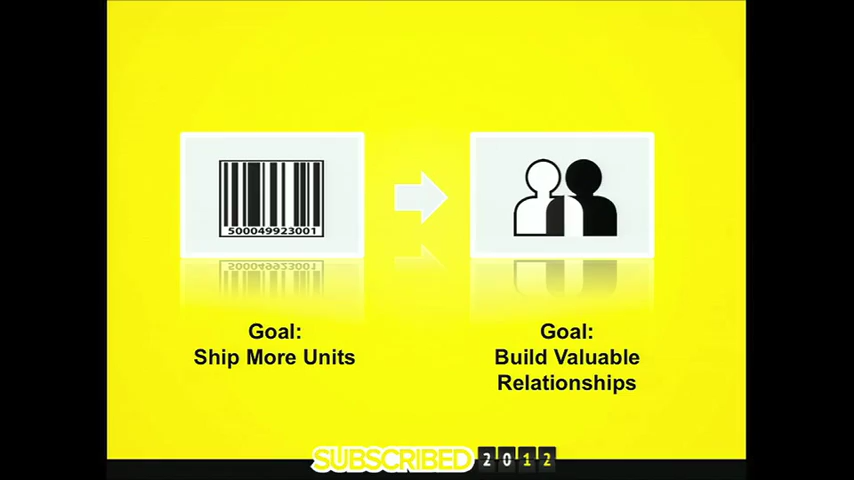 500049923001
Goal:
Ship More Units
Goal:
Build Valuable
Relationships
SUBSCRIBED 2012